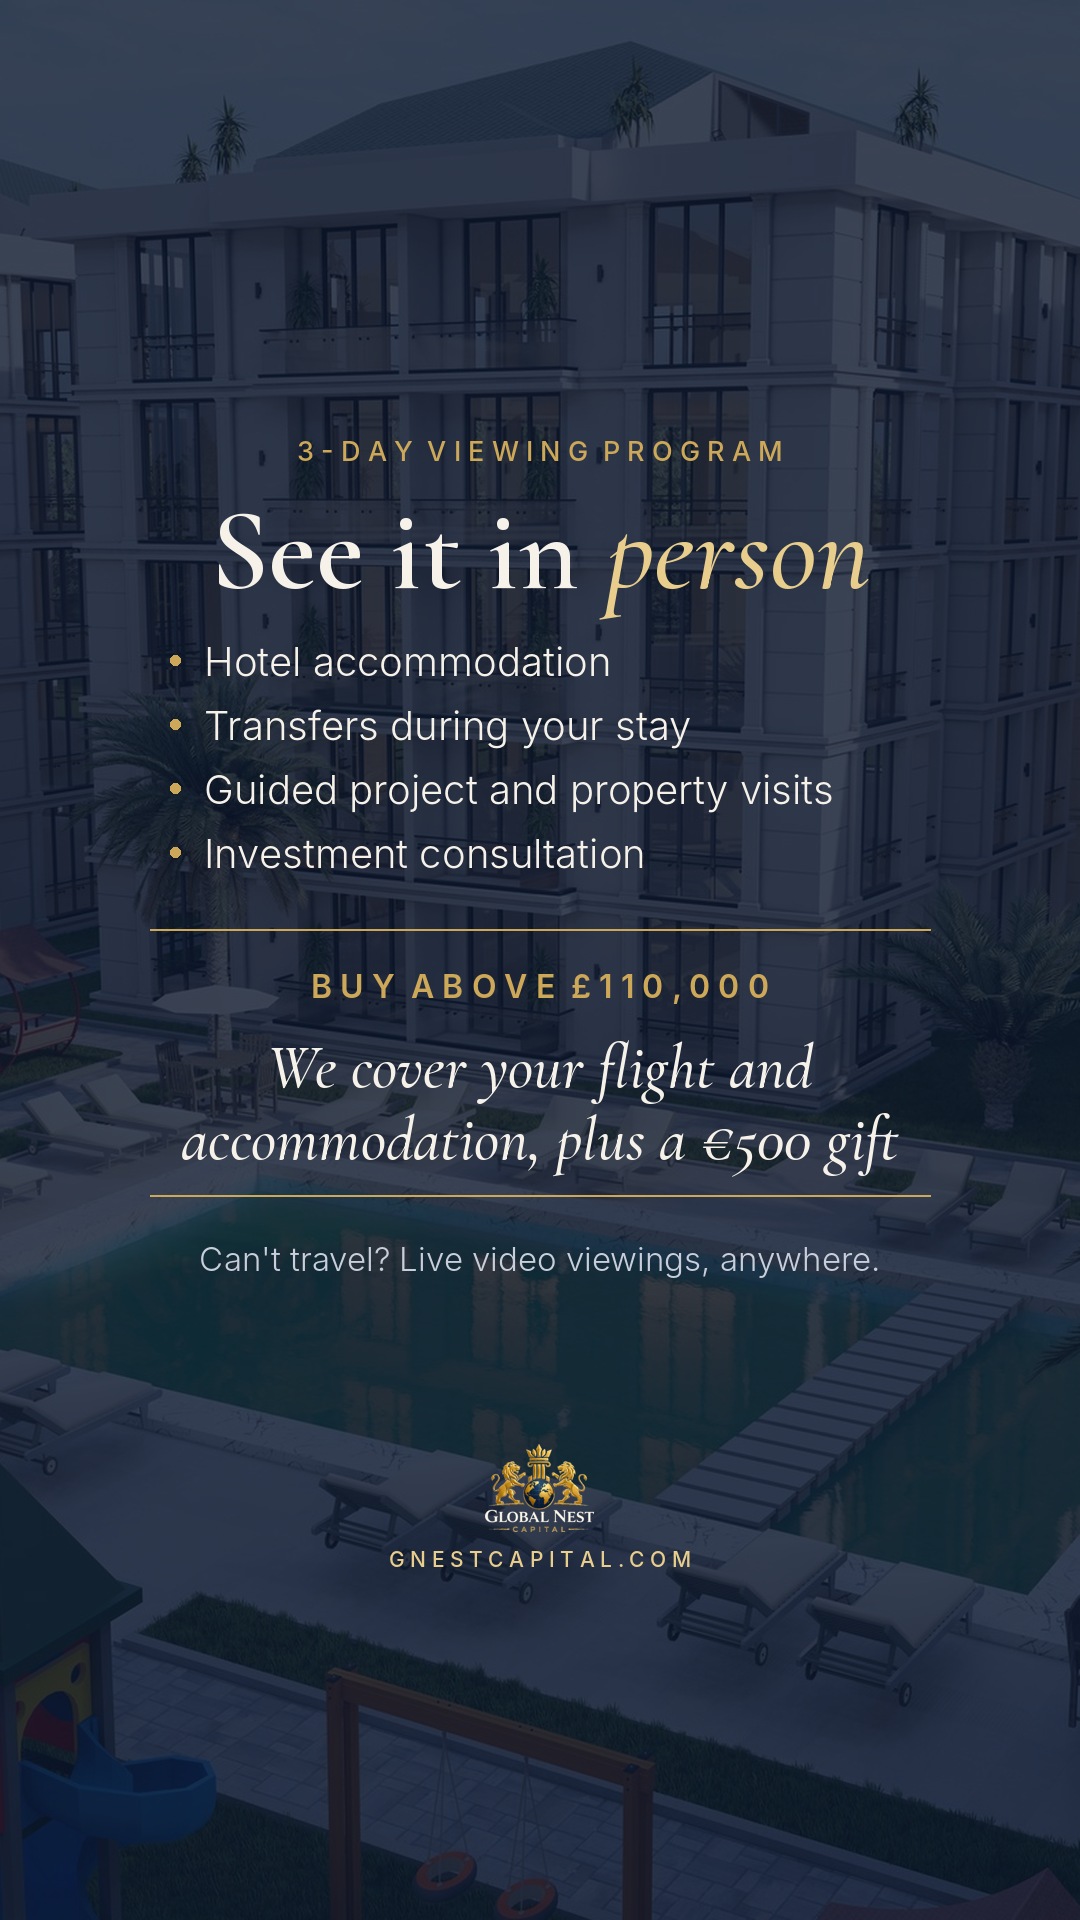 3-DAY VIEWING PROGRAM
See it in person
Hotel accommodation
Transfers during your stay
Guided project and property visits
Investment consultation
BUY ABOVE £110,000
We cover your flight and
accommodation, plus a €500 gift
Can't travel? Live video viewings, anywhere.
GLOBAL NEST
CAPITAL
GNESTCAPITAL.COM